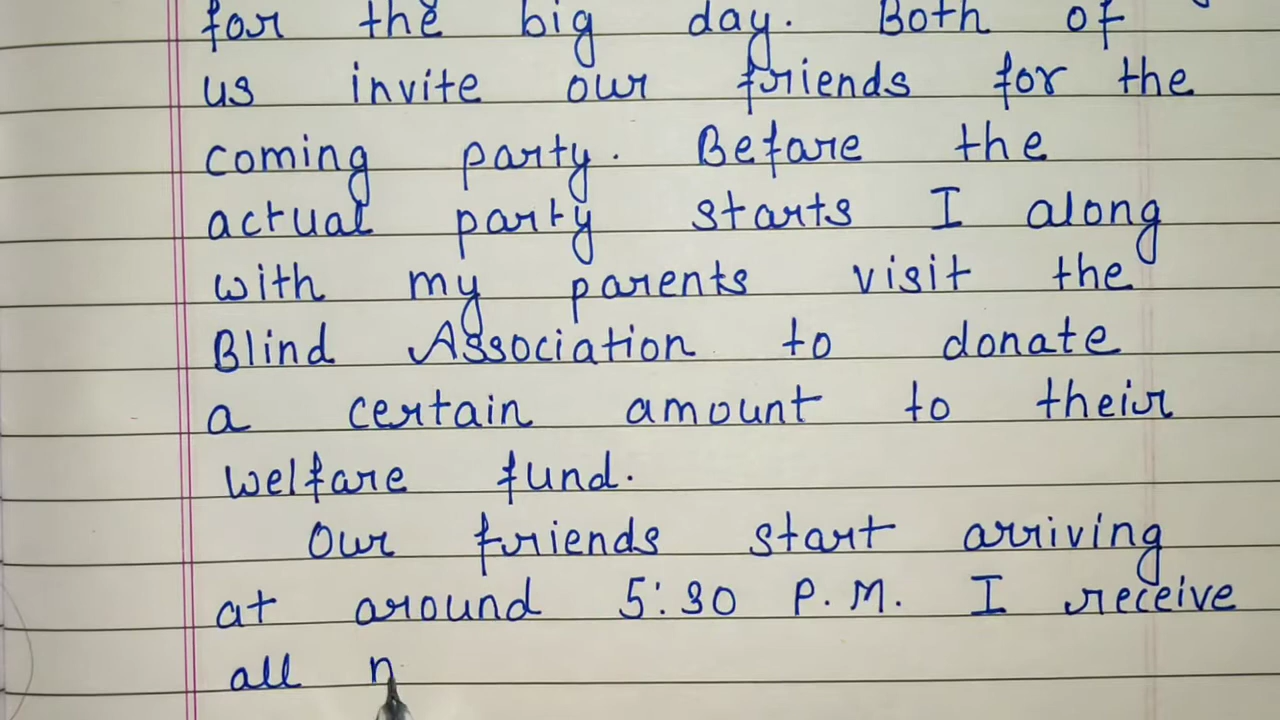 for the big day. Both of
us invite our friends for the
coming party. Before the
actual party starts I along
with my parents visit the
Blind Association to donate
a certain amount to their
welfare fund.
Our friends start arriving
at around 5:30 P.M. I receive
all